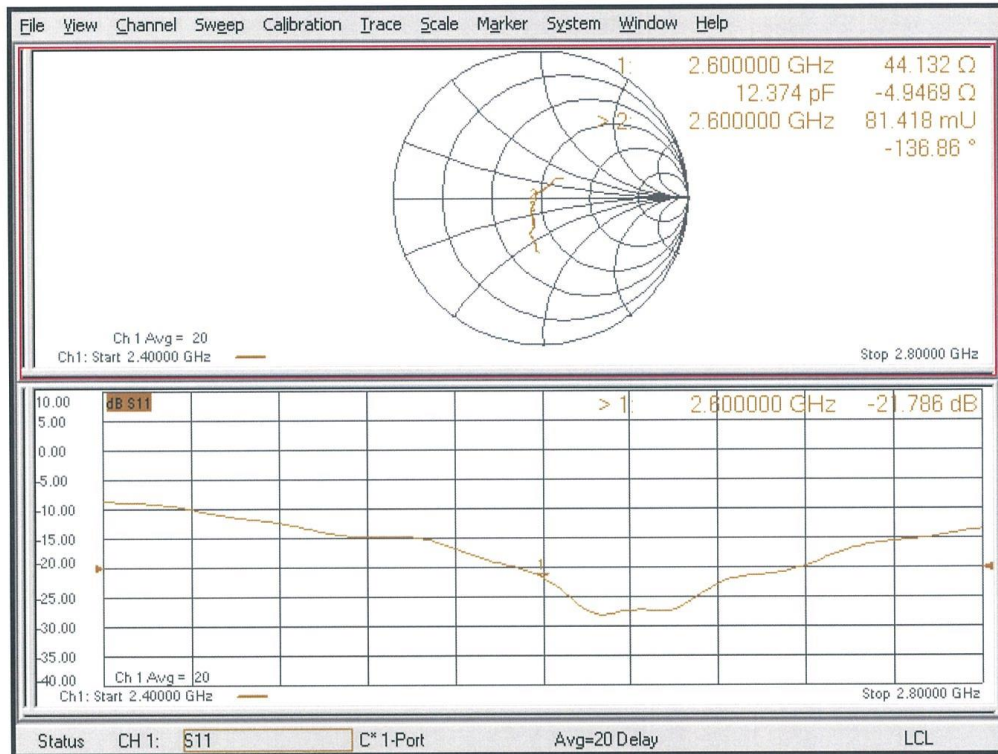 File View Channel Sweep Calibration Trace Scale Marker System Window Help
1: 2.600000 GHz 44.132 Ω
12.374 pF -4.9469 Ω
> 2: 2.600000 GHz 81.418 mU
-136.86 °
Ch 1 Avg = 20
Ch1: Start 2.40000 GHz
Stop 2.80000 GHz
10.00
dB S11
> 1: 2.600000 GHz -21.786 dB
5.00
0.00
-5.00
-10.00
-15.00
-20.00
1
-25.00
-30.00
-35.00
-40.00
Ch 1 Avg = 20
Ch1: Start 2.40000 GHz
Stop 2.80000 GHz
Status CH 1: S11 C* 1-Port Avg=20 Delay LCL